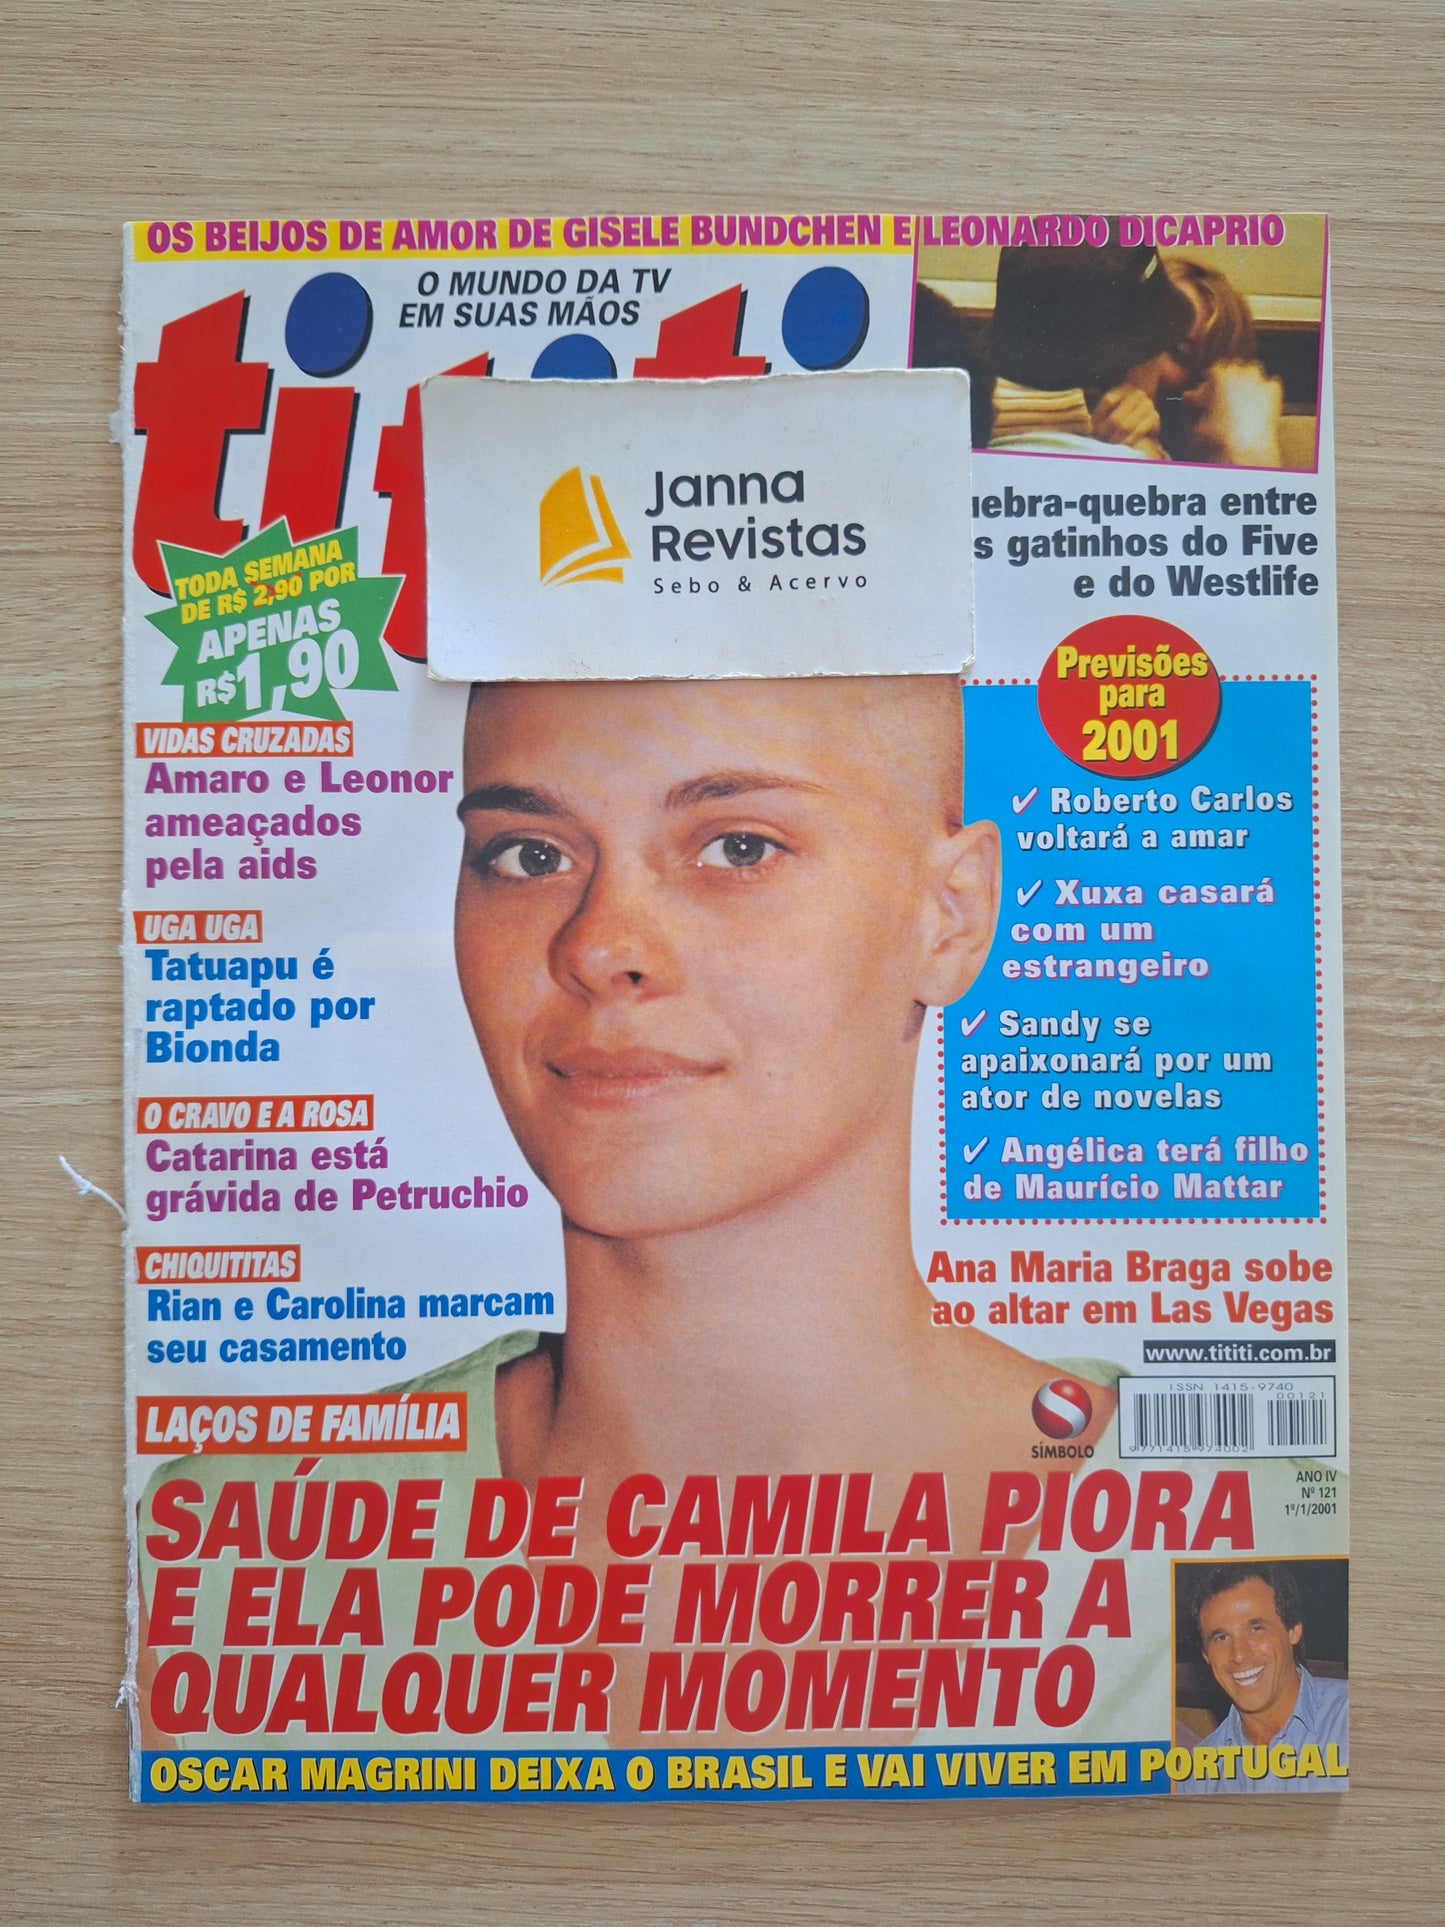 OS BEIJOS DE AMOR DE GISELE BUNDCHEN E LEONARDO DICAPRIO
O MUNDO DA TV
EM SUAS MÃOS
Janna
Revistas
Sebo & Acervo
TODA SEMANA
DE R$ 2,90 POR
APENAS
R$1,90
entre
gatinhos do Five
e do Westlife
VIDAS CRUZADAS
Amaro e Leonor
ameaçados
pela aids
UGA UGA
Tatuapu é
raptado por
Bionda
O CRAVO E A ROSA
Catarina está
grávida de Petruchio
CHIQUITITAS
Rian e Carolina marcam
seu casamento
Previsões
para
2001
✓ Roberto Carlos
voltará a amar
✓ Xuxa casará
com um
estrangeiro
✓ Sandy se
apaixonará por um
ator de novelas
✓ Angélica terá filho
de Maurício Mattar
Ana Maria Braga sobe
ao altar em Las Vegas
www.tititi.com.br
SÍMBOLO
ISSN 1415-9740
00121
9 771415 974002
ANO IV
Nº 121
1º/1/2001
LAÇOS DE FAMÍLIA
SAÚDE DE CAMILA PIORA
E ELA PODE MORRER A
QUALQUER MOMENTO
OSCAR MAGRINI DEIXA O BRASIL E VAI VIVER EM PORTUGAL